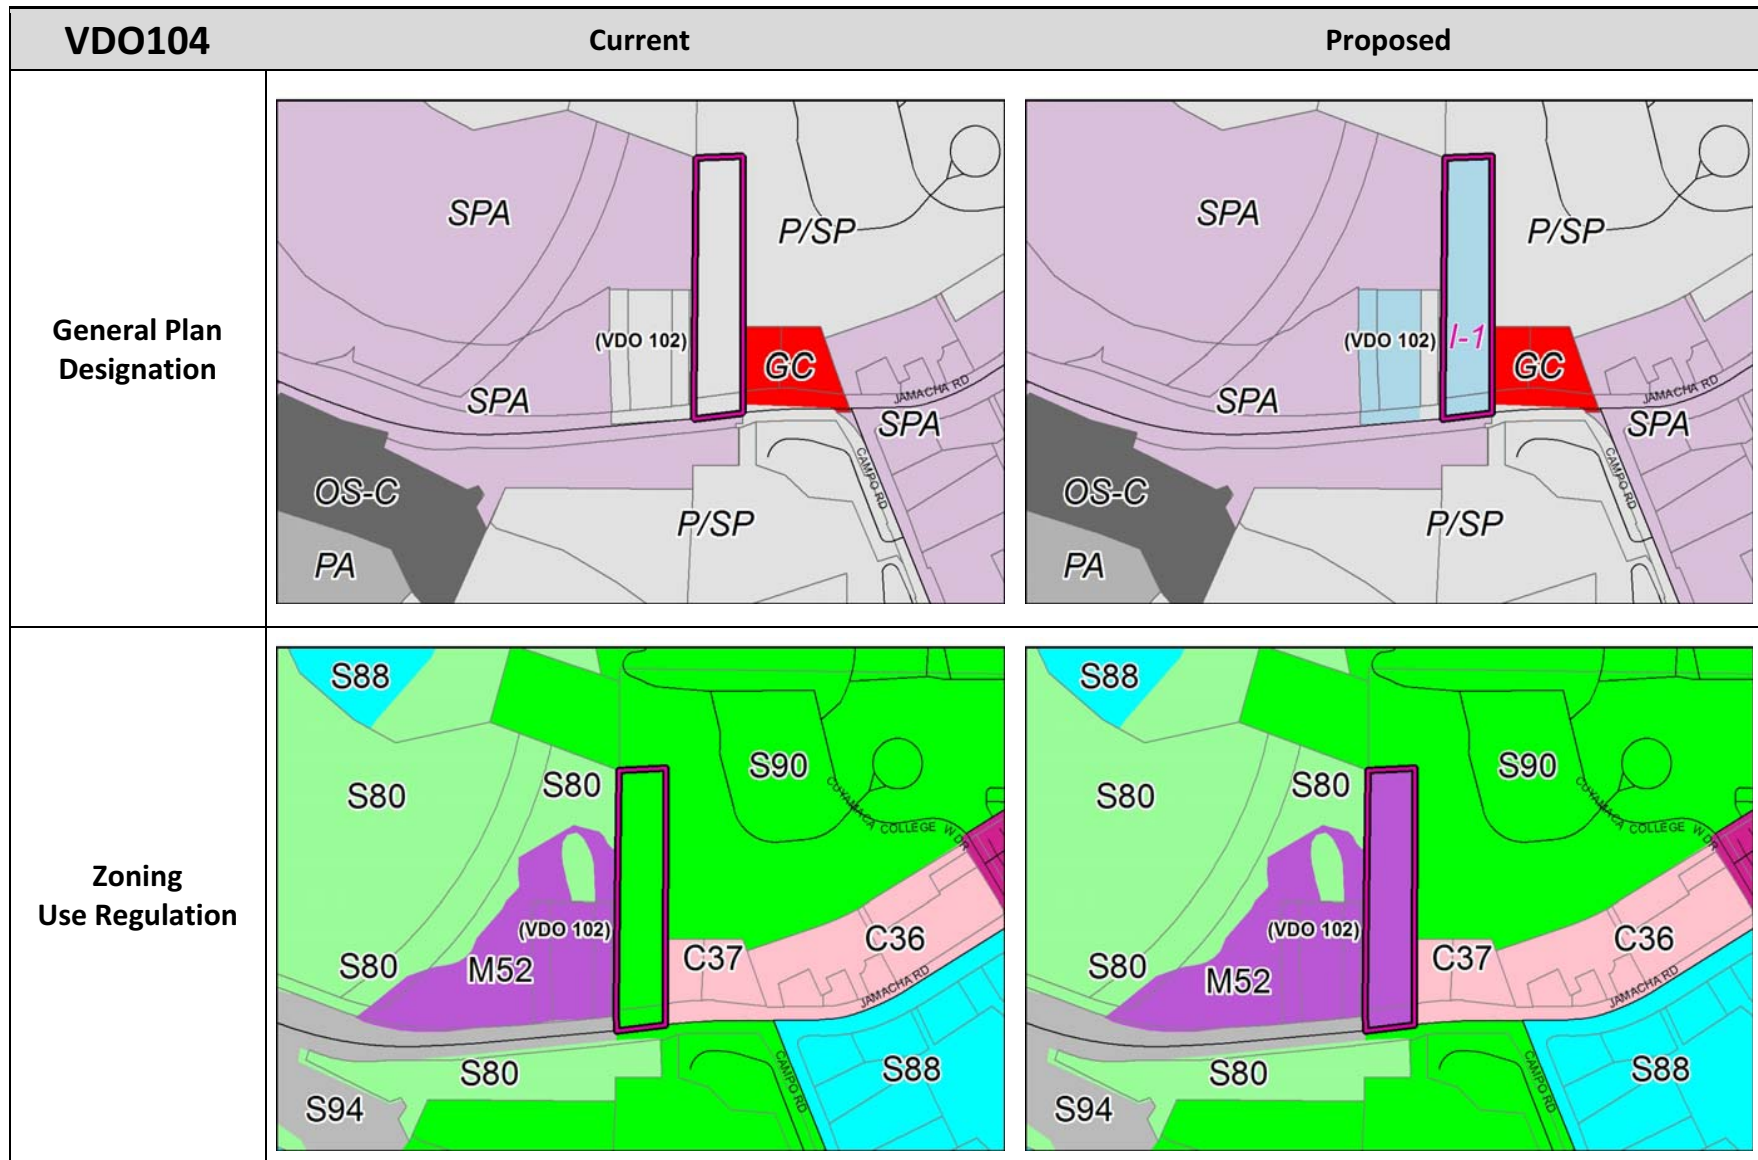 VDO104
Current
Proposed
General Plan
Designation
SPA
P/SP
(VDO 102)
GC
JAMACHA RD
SPA
SPA
CAMPO RD
OS-C
P/SP
PA
SPA
P/SP
(VDO 102)
I-1
GC
JAMACHA RD
SPA
SPA
CAMPO RD
OS-C
P/SP
PA
Zoning
Use Regulation
S88
S90
S80
S80
CUYAMACA COLLEGE W DR
(VDO 102)
C36
C37
S80
M52
JAMACHA RD
S80
CAMPO RD
S88
S94
S88
S90
S80
S80
CUYAMACA COLLEGE W DR
(VDO 102)
C36
C37
S80
M52
JAMACHA RD
S80
CAMPO RD
S88
S94